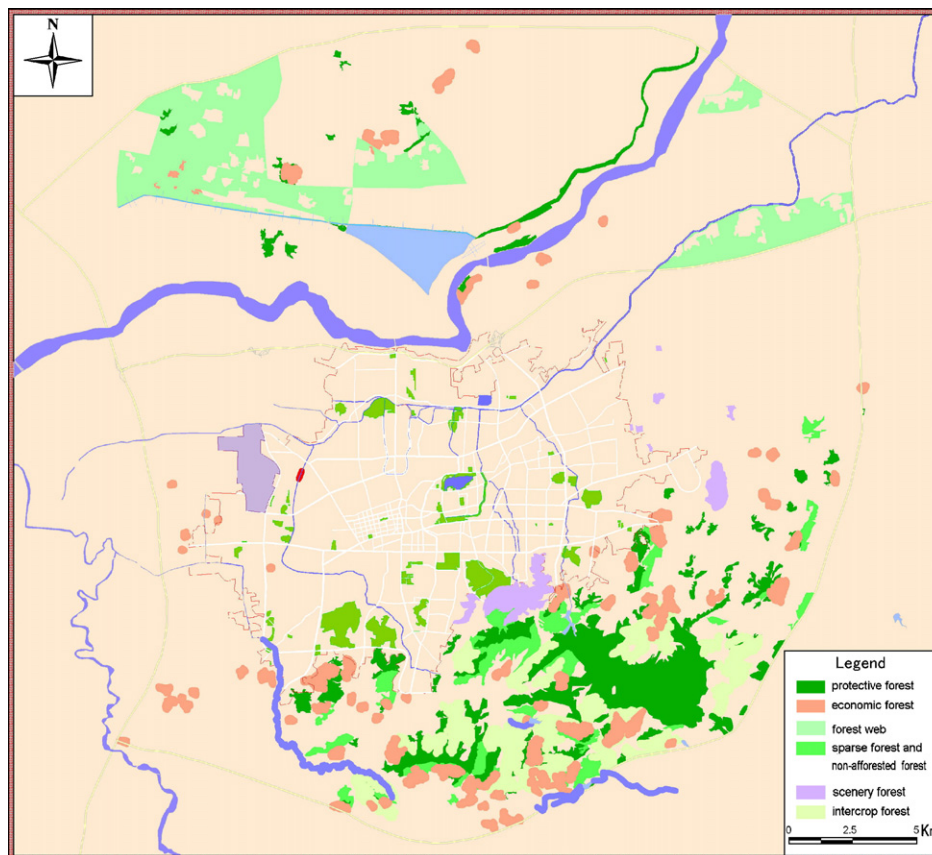 N
Legend
protective forest
economic forest
forest web
sparse forest and
non-afforested forest
scenery forest
intercrop forest
0 2.5 5 Km